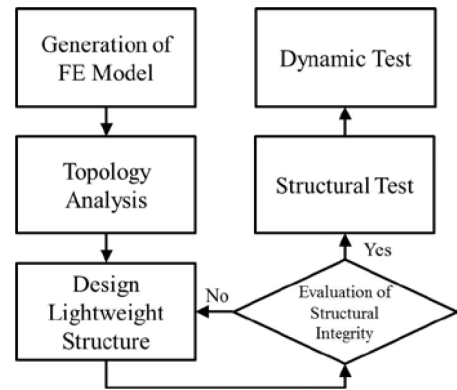 Generation of
FE Model
Topology
Analysis
Design
Lightweight
Structure
Dynamic Test
Structural Test
Yes
No
Evaluation of
Structural
Integrity